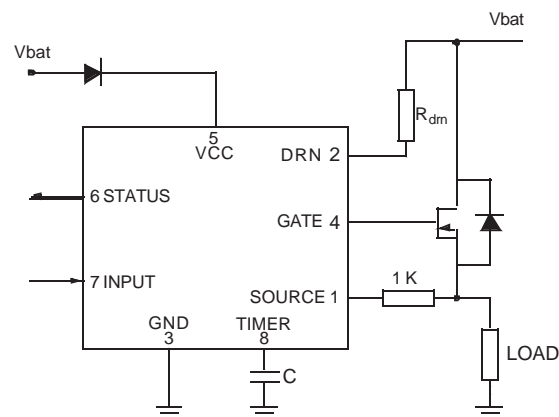 Vbat
Vbat
Rdrn
5
VCC
DRN 2
6 STATUS
GATE 4
7 INPUT
1 K
SOURCE 1
GND
3
TIMER
8
C
LOAD